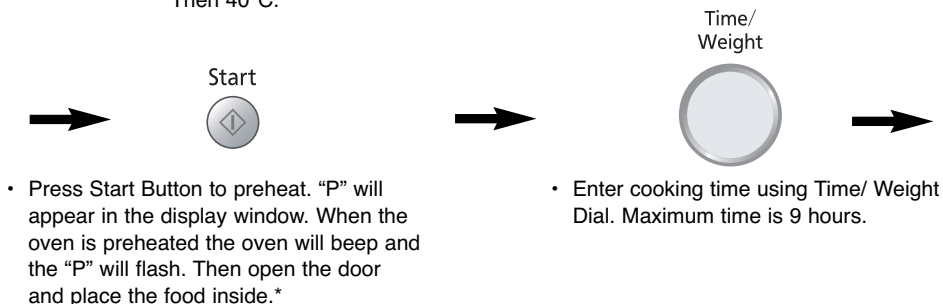 Then 40°C.
Time/
Weight
Start
• Press Start Button to preheat. “P” will
appear in the display window. When the
oven is preheated the oven will beep and
the “P” will flash. Then open the door
and place the food inside.*
• Enter cooking time using Time/ Weight
Dial. Maximum time is 9 hours.